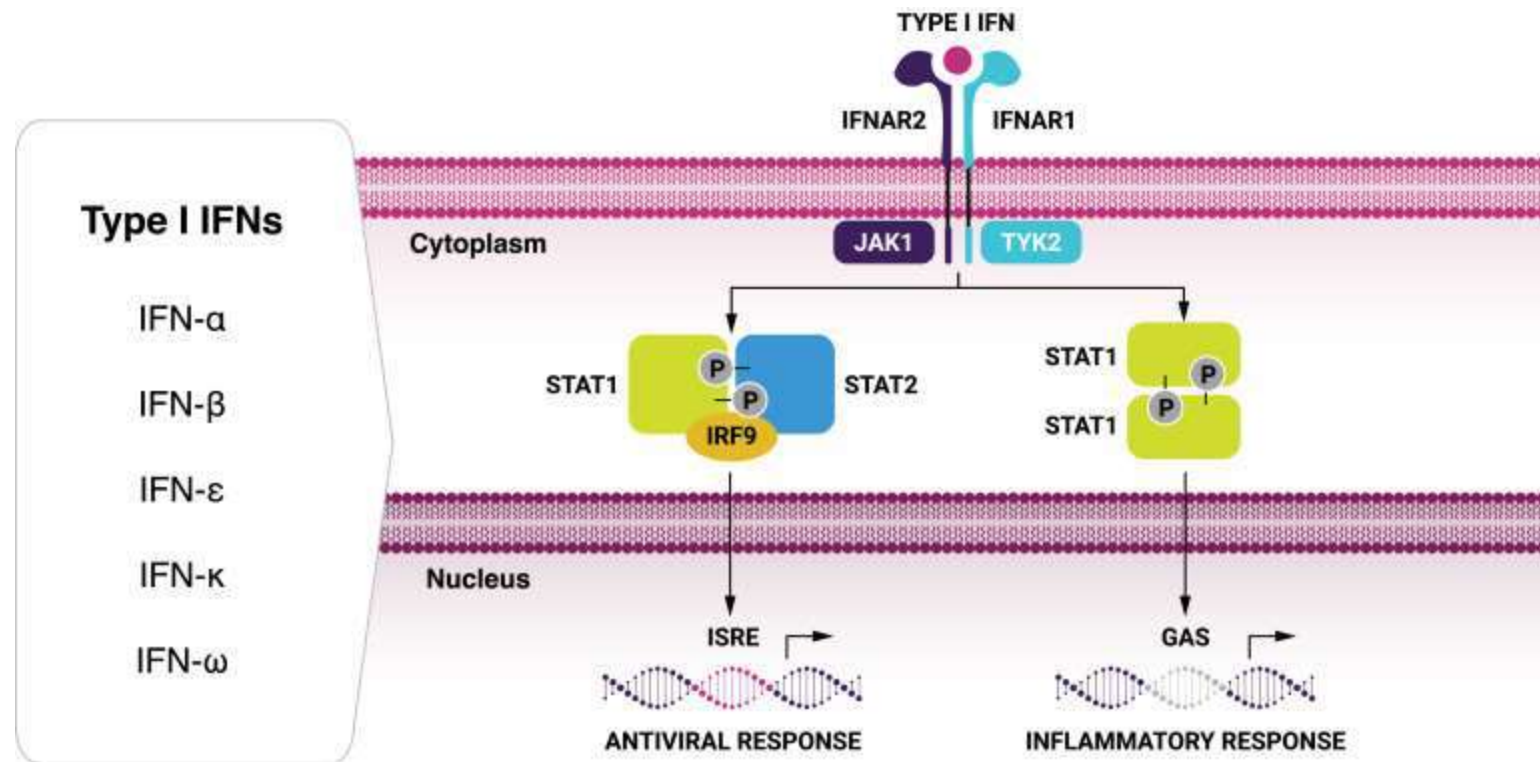 TYPE I IFN
IFNAR2
IFNAR1
Type I IFNs
IFN-α
IFN-β
IFN-ε
IFN-κ
IFN-ω
Cytoplasm
JAK1
TYK2
STAT1
P
P
STAT2
IRF9
STAT1
P
P
STAT1
Nucleus
ISRE
GAS
ANTIVIRAL RESPONSE
INFLAMMATORY RESPONSE